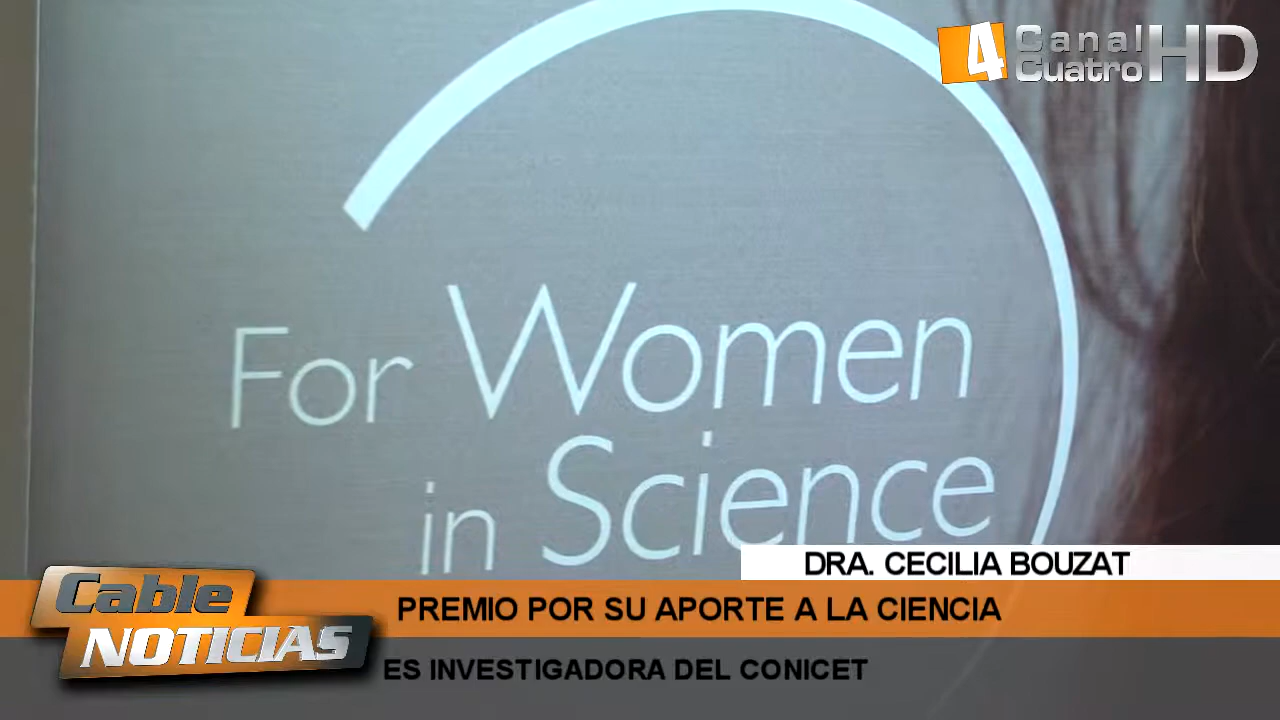 4 Canal
Cuatro HD
For Women
in Science
DRA. CECILIA BOUZAT
Cable
NOTICIAS
PREMIO POR SU APORTE A LA CIENCIA
ES INVESTIGADORA DEL CONICET